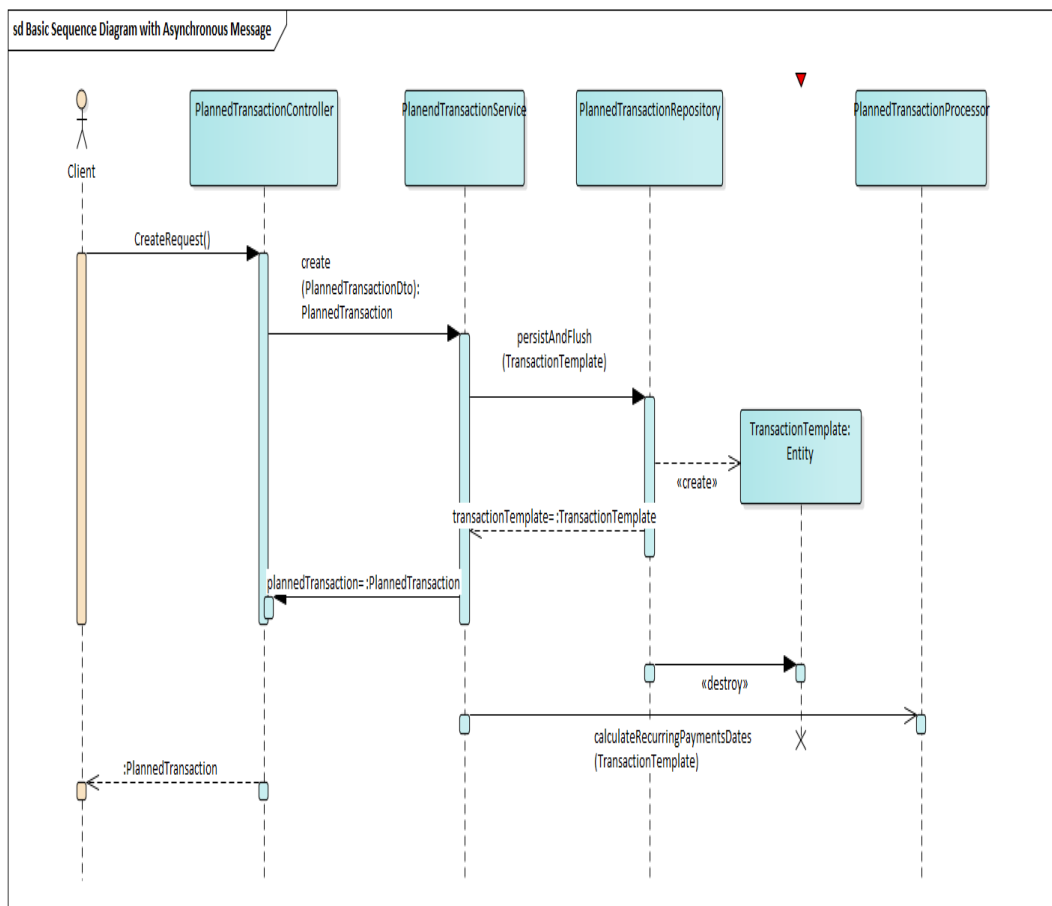 sd Basic Sequence Diagram with Asynchronous Message
PlannedTransactionController
PlanendTransactionService
PlannedTransactionRepository
PlannedTransactionProcessor
Client
CreateRequest()
create
(PlannedTransactionDto):
PlannedTransaction
persistAndFlush
(TransactionTemplate)
TransactionTemplate:
Entity
«create»
transactionTemplate= :TransactionTemplate
plannedTransaction= :PlannedTransaction
«destroy»
calculateRecurringPaymentsDates
(TransactionTemplate)
:PlannedTransaction